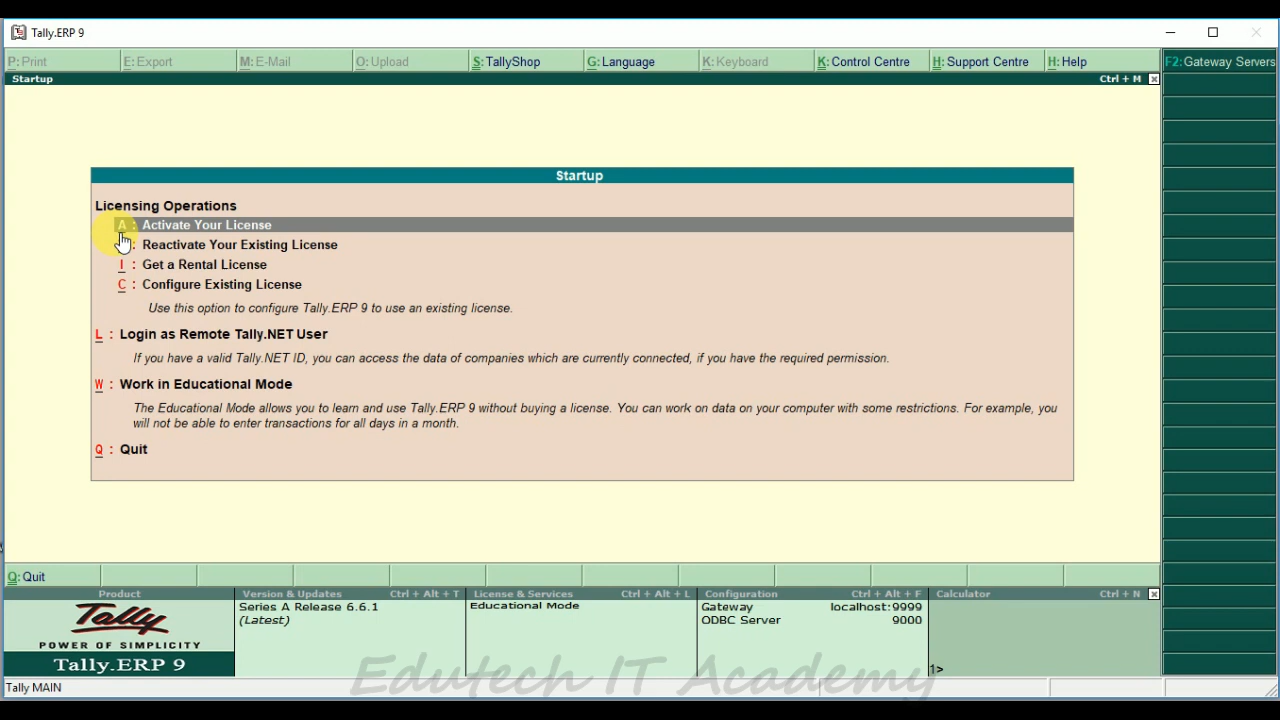 Tally.ERP 9
P: Print E: Export M: E-Mail O: Upload S: TallyShop G: Language K: Keyboard K: Control Centre H: Support Centre H: Help F2: Gateway Servers
Startup Ctrl + M
Startup
Licensing Operations
A : Activate Your License
: Reactivate Your Existing License
I : Get a Rental License
C : Configure Existing License
Use this option to configure Tally.ERP 9 to use an existing license.
L : Login as Remote Tally.NET User
If you have a valid Tally.NET ID, you can access the data of companies which are currently connected, if you have the required permission.
W : Work in Educational Mode
The Educational Mode allows you to learn and use Tally.ERP 9 without buying a license. You can work on data on your computer with some restrictions. For example, you
will not be able to enter transactions for all days in a month.
Q : Quit
Q: Quit
Product Version & Updates Ctrl + Alt + T License & Services Ctrl + Alt + L Configuration Ctrl + Alt + F Calculator Ctrl + N
Tally
POWER OF SIMPLICITY
Tally.ERP 9
Series A Release 6.6.1
(Latest)
Educational Mode
Gateway localhost:9999
ODBC Server 9000
1>
Edutech IT Academy
Tally MAIN